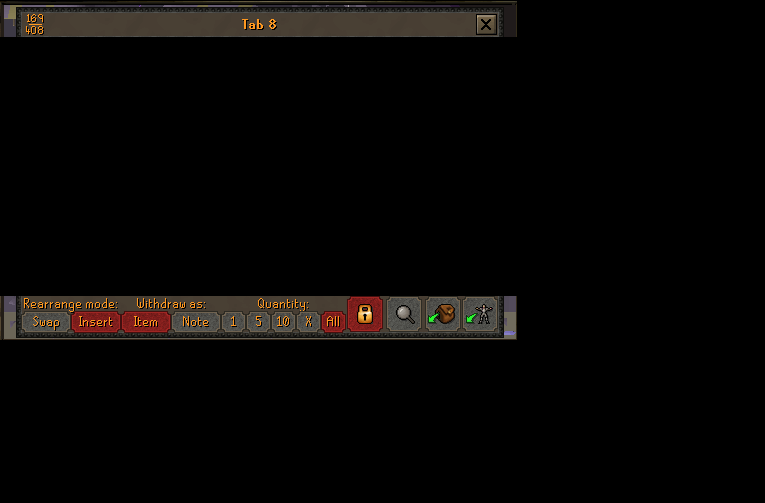 169
408
Tab 8
Rearrange mode: Withdraw as: Quantity:
Swap Insert Item Note 1 5 10 X All